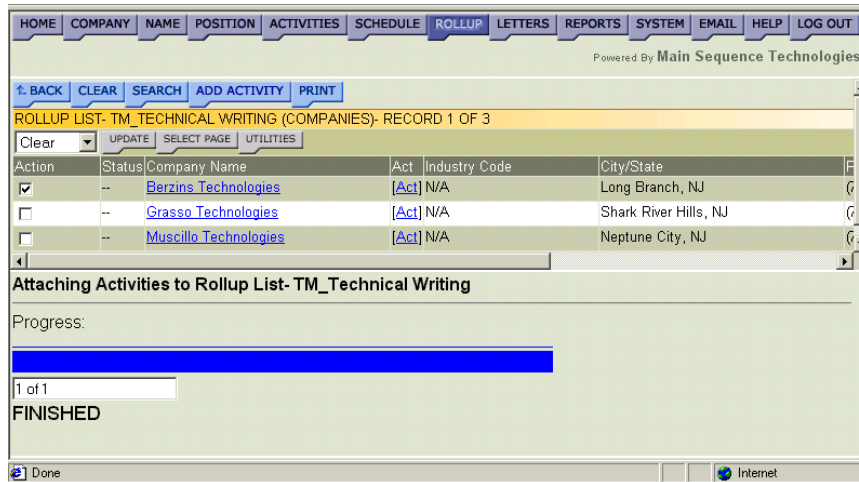 HOME COMPANY NAME POSITION ACTIVITIES SCHEDULE ROLLUP LETTERS REPORTS SYSTEM EMAIL HELP LOG OUT
Powered By Main Sequence Technologies
BACK CLEAR SEARCH ADD ACTIVITY PRINT
ROLLUP LIST- TM_TECHNICAL WRITING (COMPANIES)- RECORD 1 OF 3
Clear UPDATE SELECT PAGE UTILITIES
Action Status Company Name Act Industry Code City/State
-- Berzins Technologies [Act] N/A Long Branch, NJ
-- Grasso Technologies [Act] N/A Shark River Hills, NJ
-- Muscillo Technologies [Act] N/A Neptune City, NJ
Attaching Activities to Rollup List- TM_Technical Writing
Progress:
1 of 1
FINISHED
Done Internet